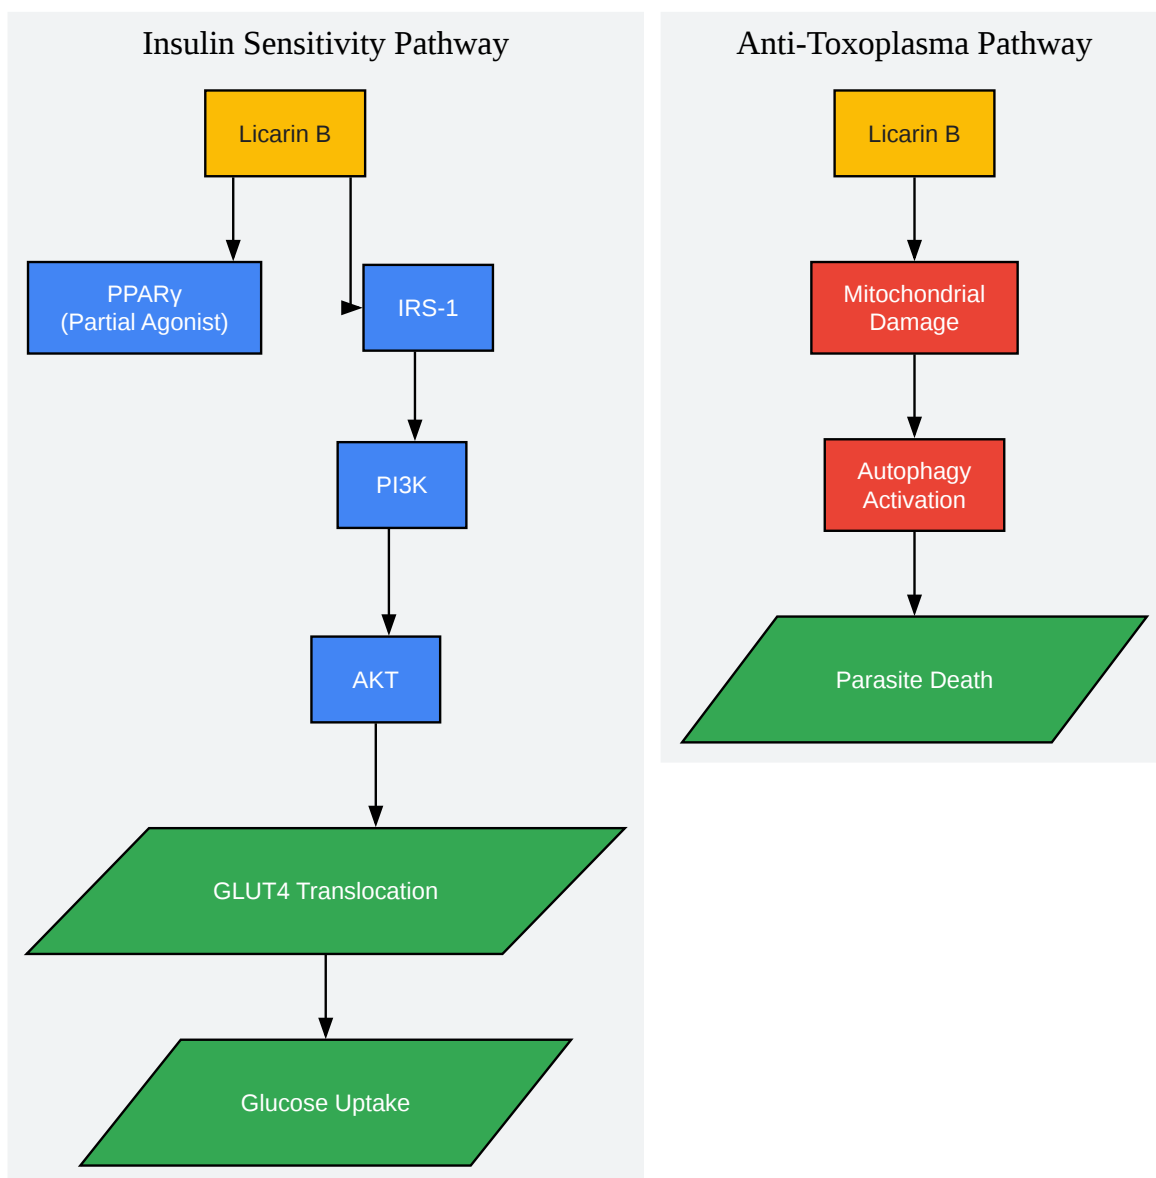 Insulin Sensitivity Pathway
Licarin B
PPARγ
(Partial Agonist)
IRS-1
PI3K
AKT
GLUT4 Translocation
Glucose Uptake
Anti-Toxoplasma Pathway
Licarin B
Mitochondrial
Damage
Autophagy
Activation
Parasite Death